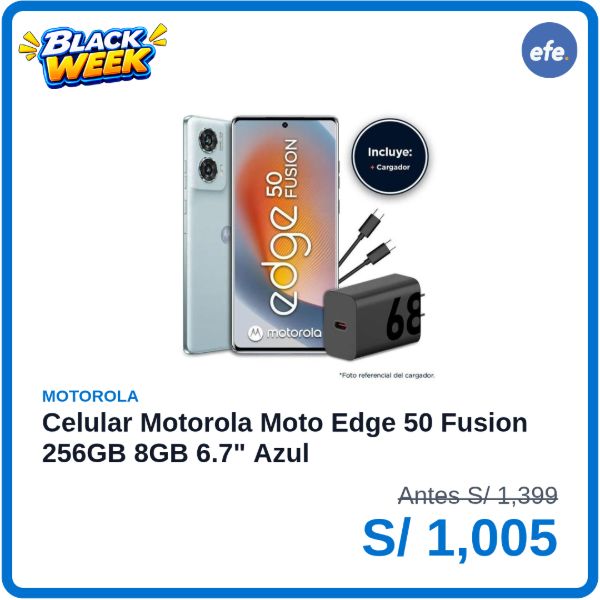 BLACK
WEEK
efe.
Incluye:
+ Cargador
edge 50
FUSION
motorola
68
*Foto referencial del cargador.
MOTOROLA
Celular Motorola Moto Edge 50 Fusion
256GB 8GB 6.7" Azul
Antes S/ 1,399
S/ 1,005